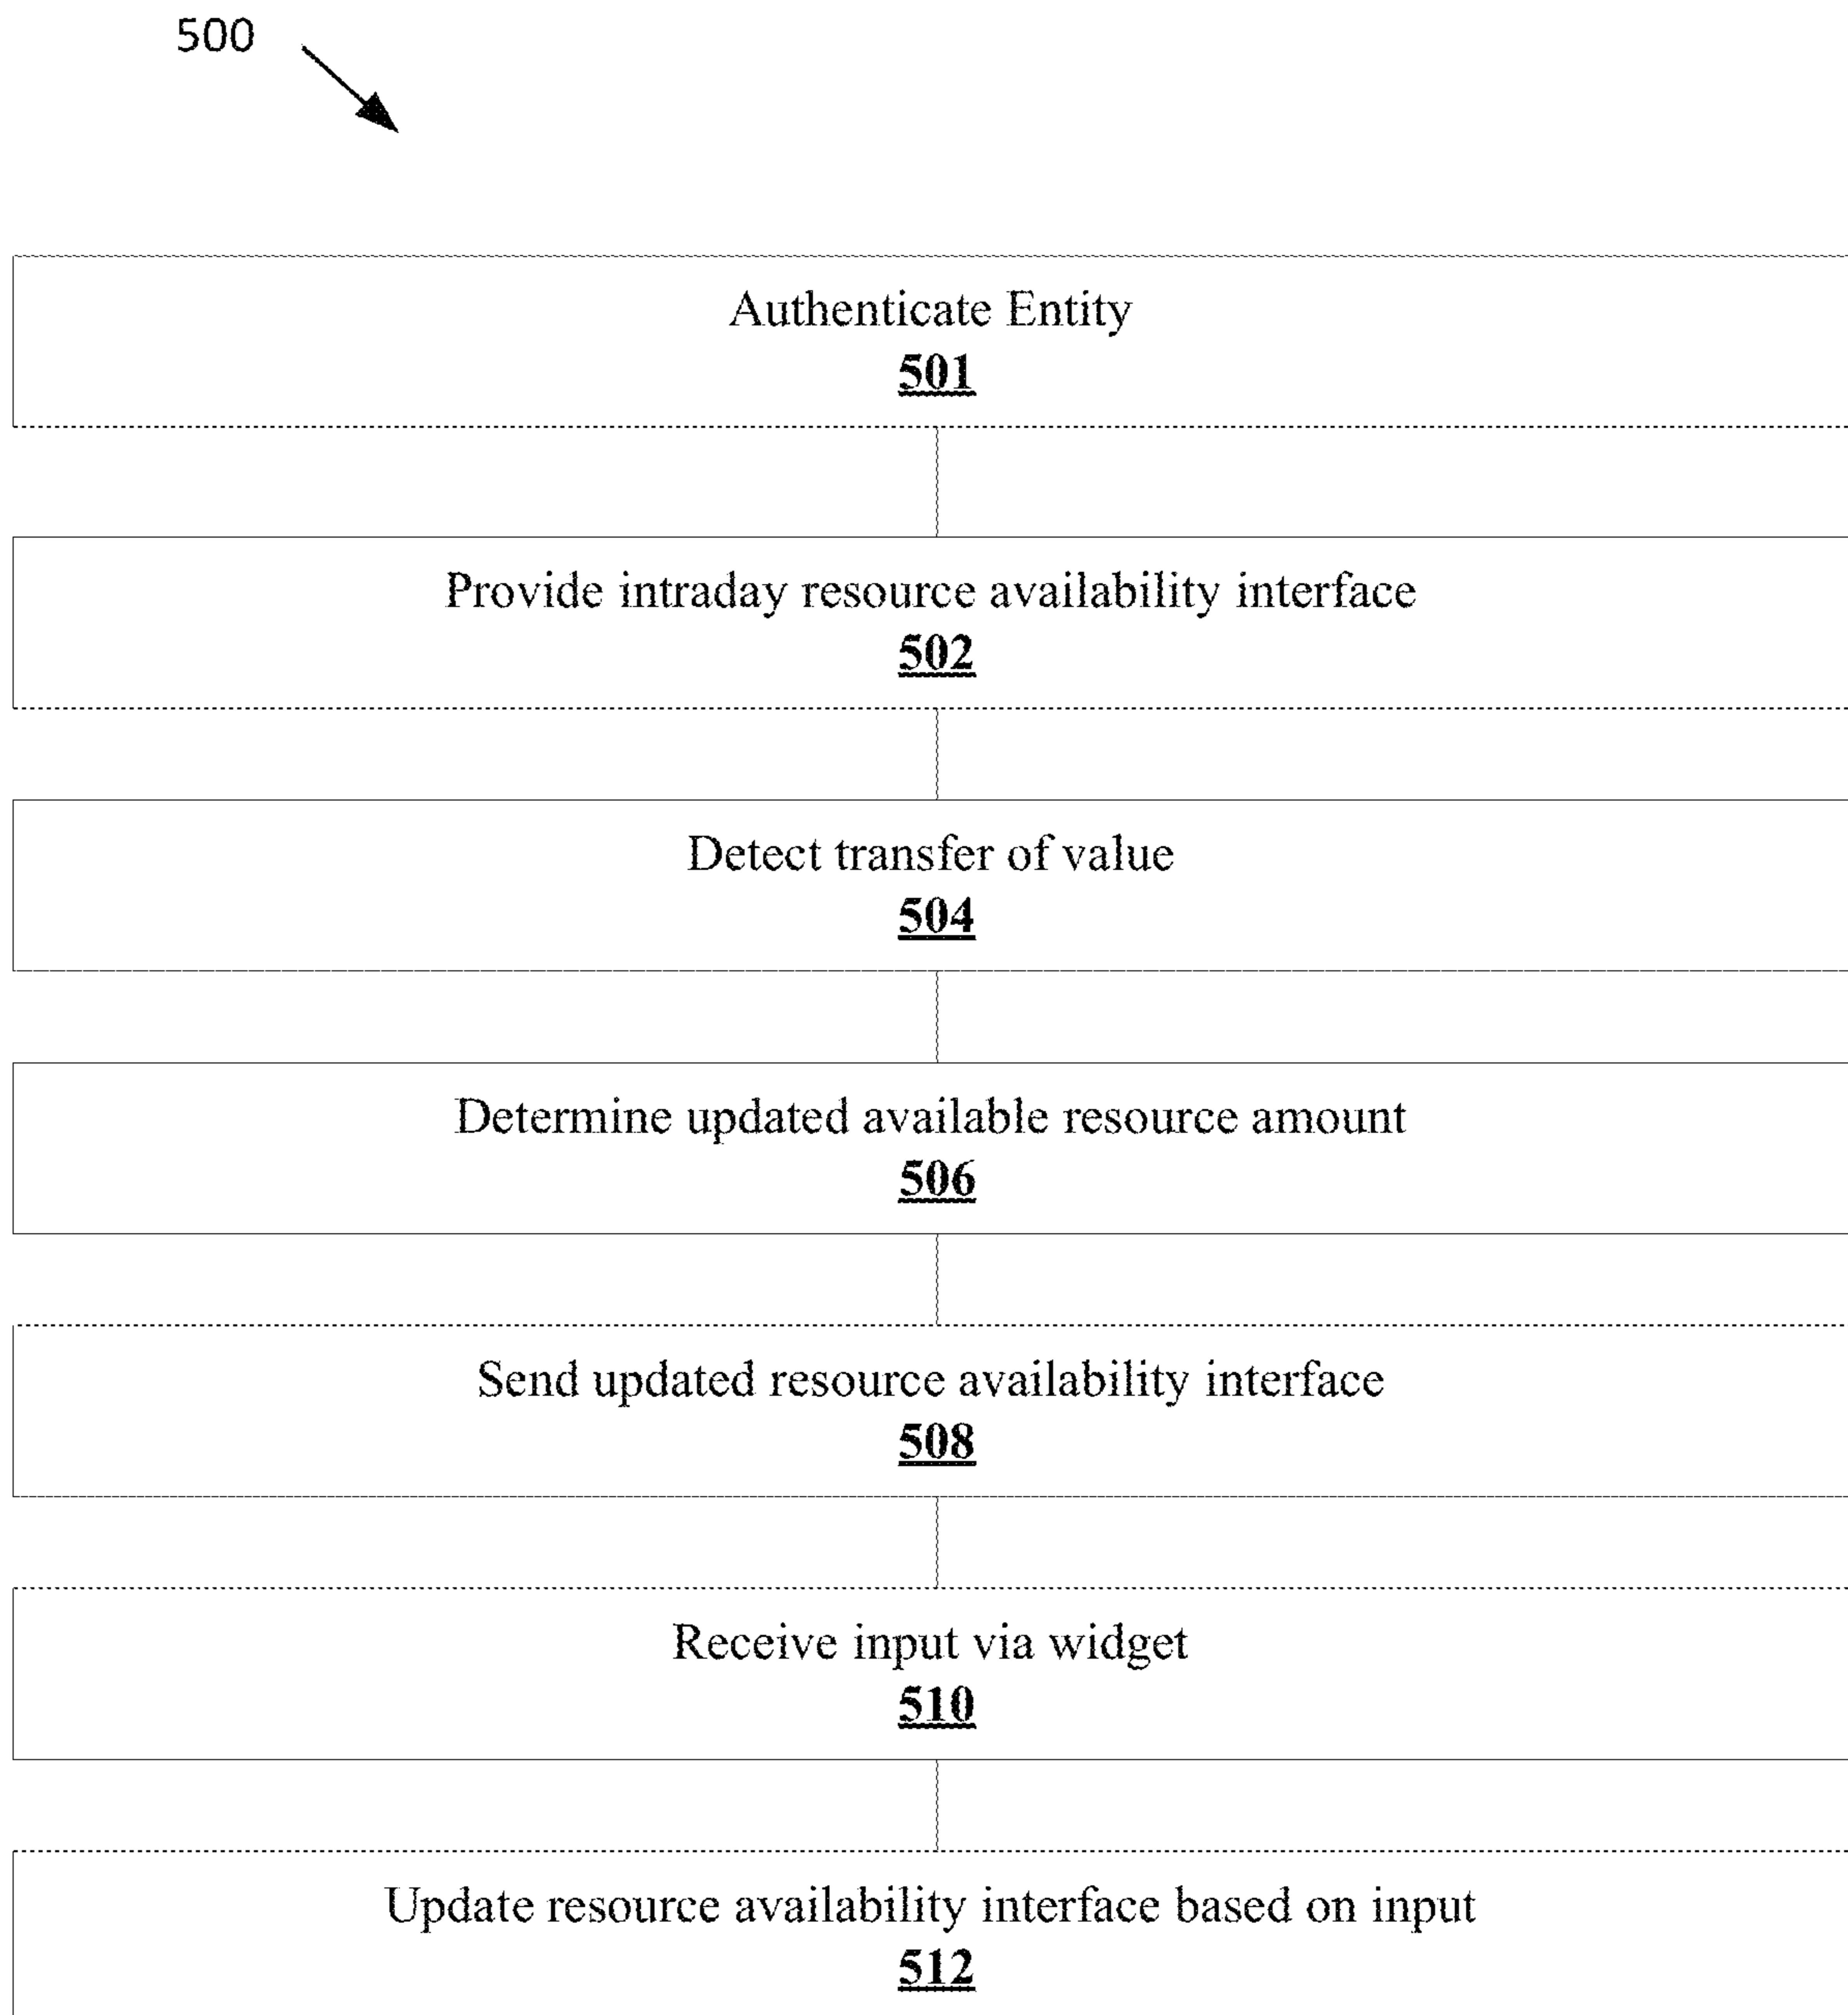 500
Authenticate Entity
501
Provide intraday resource availability interface
502
Detect transfer of value
504
Determine updated available resource amount
506
Send updated resource availability interface
508
Receive input via widget
510
Update resource availability interface based on input
512